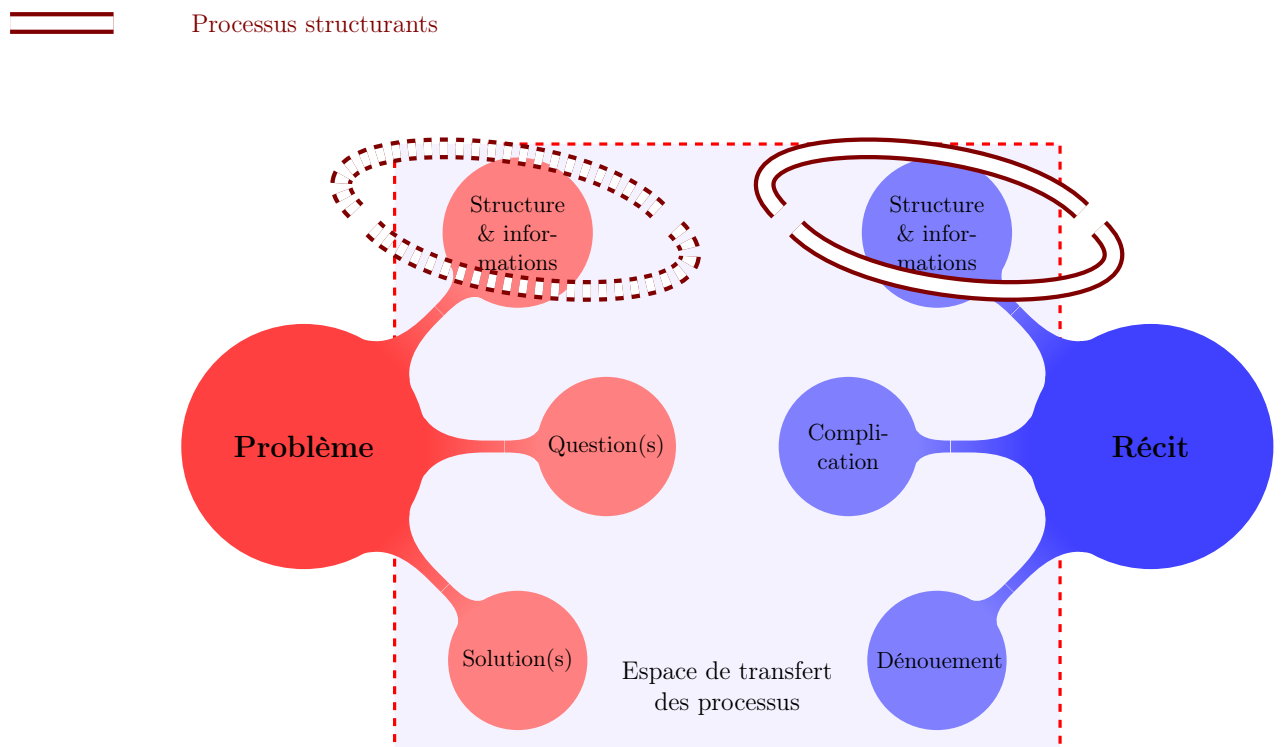 Processus structurants
Structure
& infor-
mations
Structure
& infor-
mations
Problème
Question(s)
Compli-
cation
Récit
Solution(s)
Espace de transfert
des processus
Dénouement